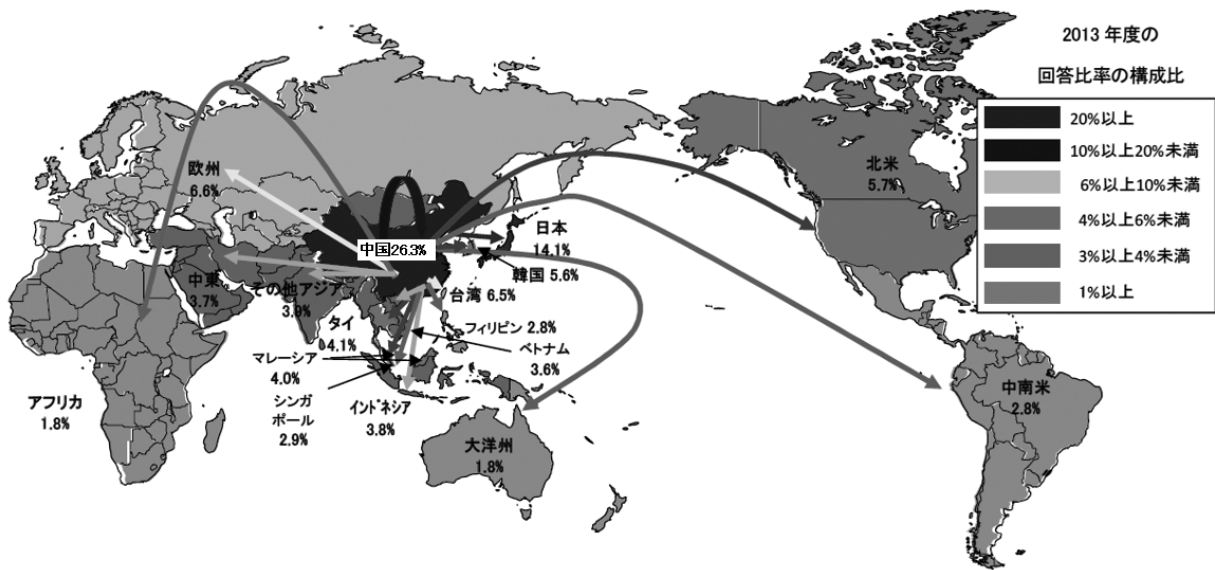 2013 年度の
回答比率の構成比
20%以上
10%以上20%未満
6%以上10%未満
4%以上6%未満
3%以上4%未満
1%以上
欧州
6.6%
北米
5.7%
中国26.3%
日本
14.1%
韓国 5.6%
中東
3.7%
その他アジア
3.9%
台湾 6.5%
タイ
4.1%
フィリピン 2.8%
ベトナム
3.6%
マレーシア
4.0%
シンガ
ポール
2.9%
インドネシア
3.8%
アフリカ
1.8%
大洋州
1.8%
中南米
2.8%